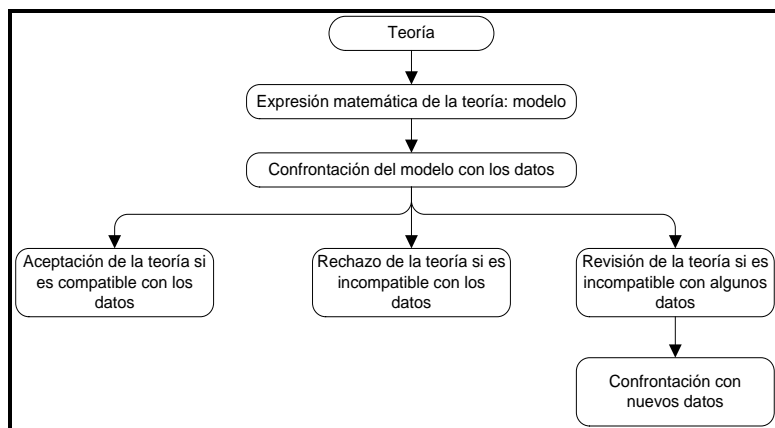 Teoría
Expresión matemática de la teoría: modelo
Confrontación del modelo con los datos
Aceptación de la teoría si
es compatible con los
datos
Rechazo de la teoría si es
incompatible con los
datos
Revisión de la teoría si es
incompatible con algunos
datos
Confrontación con
nuevos datos